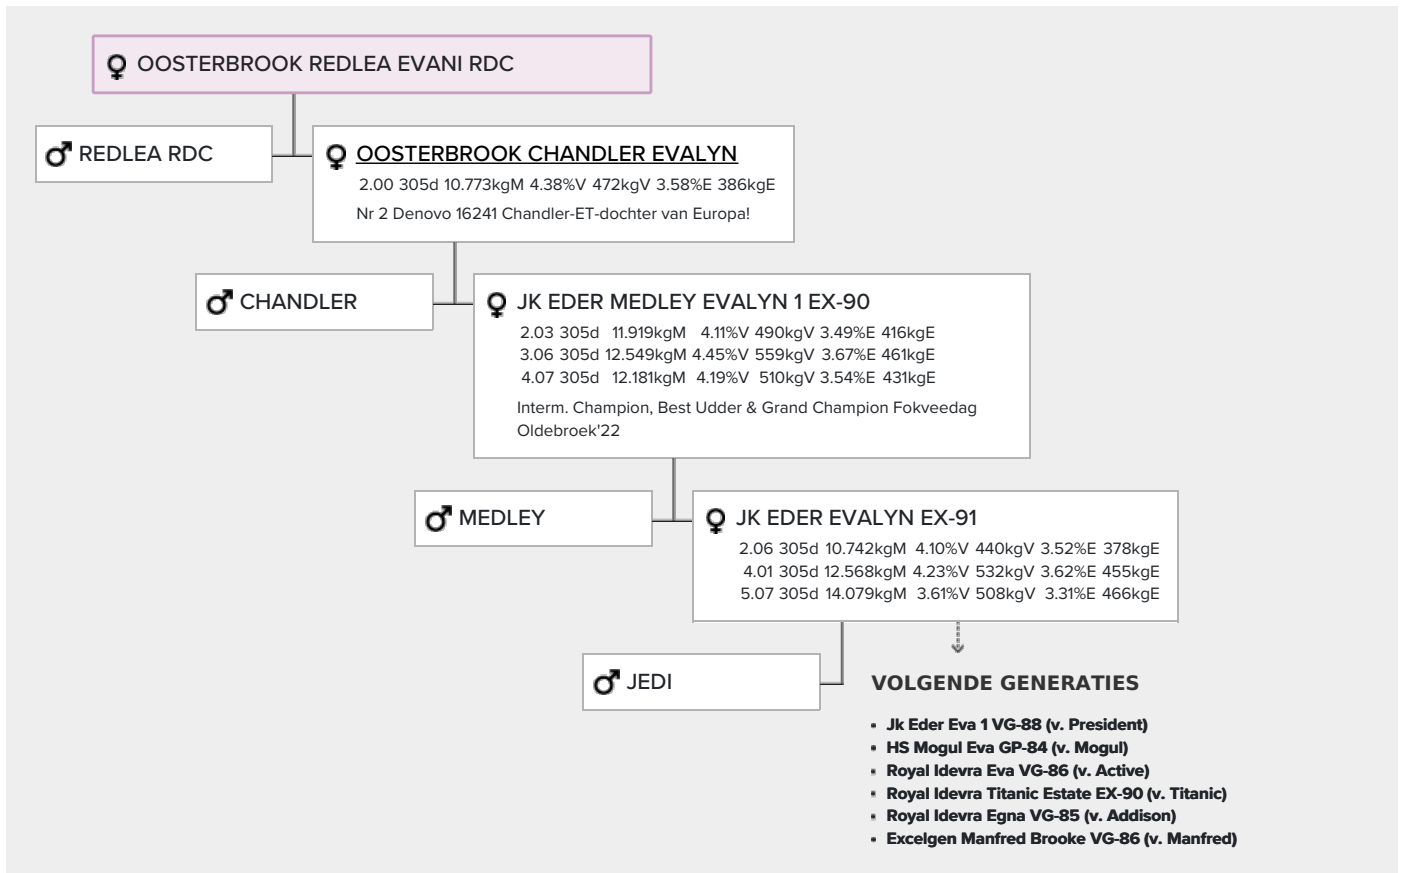 OOSTERBROOK REDLEA EVANI RDC
REDLEA RDC
OOSTERBROOK CHANDLER EVALYN
2.00 305d 10.773kgM 4.38%V 472kgV 3.58%E 386kgE
Nr 2 Denovo 16241 Chandler-ET-dochter van Europa!
CHANDLER
JK EDER MEDLEY EVALYN 1 EX-90
2.03 305d 11.919kgM 4.11%V 490kgV 3.49%E 416kgE
3.06 305d 12.549kgM 4.45%V 559kgV 3.67%E 461kgE
4.07 305d 12.181kgM 4.19%V 510kgV 3.54%E 431kgE
Interm. Champion, Best Udder & Grand Champion Fokveedag
Oldebroek'22
MEDLEY
JK EDER EVALYN EX-91
2.06 305d 10.742kgM 4.10%V 440kgV 3.52%E 378kgE
4.01 305d 12.568kgM 4.23%V 532kgV 3.62%E 455kgE
5.07 305d 14.079kgM 3.61%V 508kgV 3.31%E 466kgE
JEDI
VOLGENDE GENERATIES
Jk Eder Eva 1 VG-88 (v. President)
HS Mogul Eva GP-84 (v. Mogul)
Royal Idevra Eva VG-86 (v. Active)
Royal Idevra Titanic Estate EX-90 (v. Titanic)
Royal Idevra Egna VG-85 (v. Addison)
Excelgen Manfred Brooke VG-86 (v. Manfred)